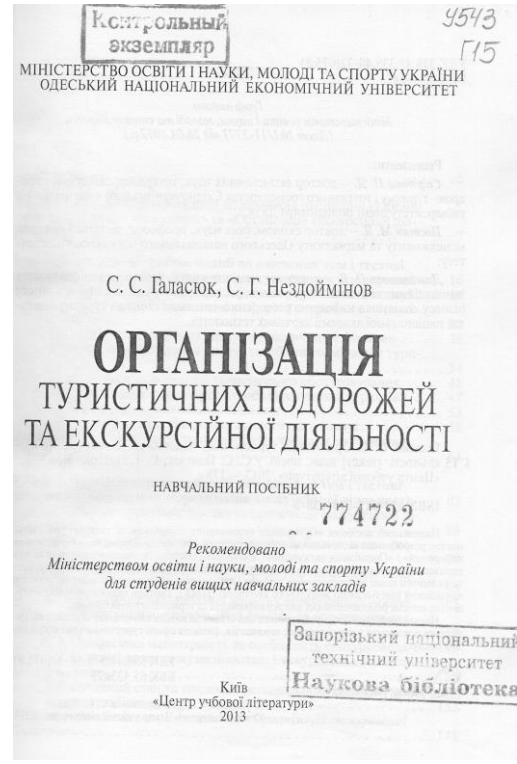 Контрольный
экземпляр
У543
Г15
МІНІСТЕРСТВО ОСВІТИ І НАУКИ, МОЛОДІ ТА СПОРТУ УКРАЇНИ
ОДЕСЬКИЙ НАЦІОНАЛЬНИЙ ЕКОНОМІЧНИЙ УНІВЕРСИТЕТ
С. С. Галасюк, С. Г. Нездоймінов
ОРГАНІЗАЦІЯ
ТУРИСТИЧНИХ ПОДОРОЖЕЙ
ТА ЕКСКУРСІЙНОЇ ДІЯЛЬНОСТІ
НАВЧАЛЬНИЙ ПОСІБНИК
774722
Рекомендовано
Міністерством освіти і науки, молоді та спорту України
для студенів вищих навчальних закладів
Запорізький національний
технічний університет
Наукова бібліотека
Київ
«Центр учбової літератури»
2013